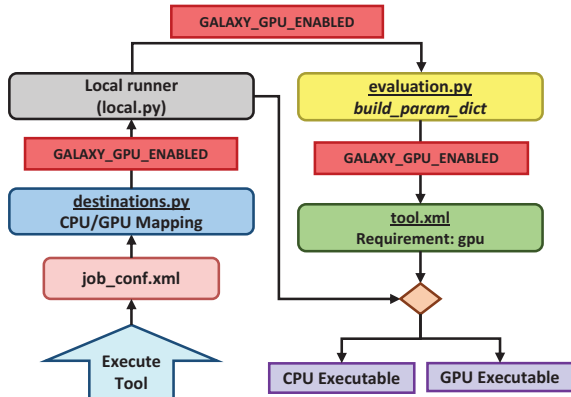 GALAXY_GPU_ENABLED
Local runner
(local.py)
evaluation.py
build_param_dict
GALAXY_GPU_ENABLED
GALAXY_GPU_ENABLED
destinations.py
CPU/GPU Mapping
tool.xml
Requirement: gpu
job_conf.xml
Execute
Tool
CPU Executable
GPU Executable